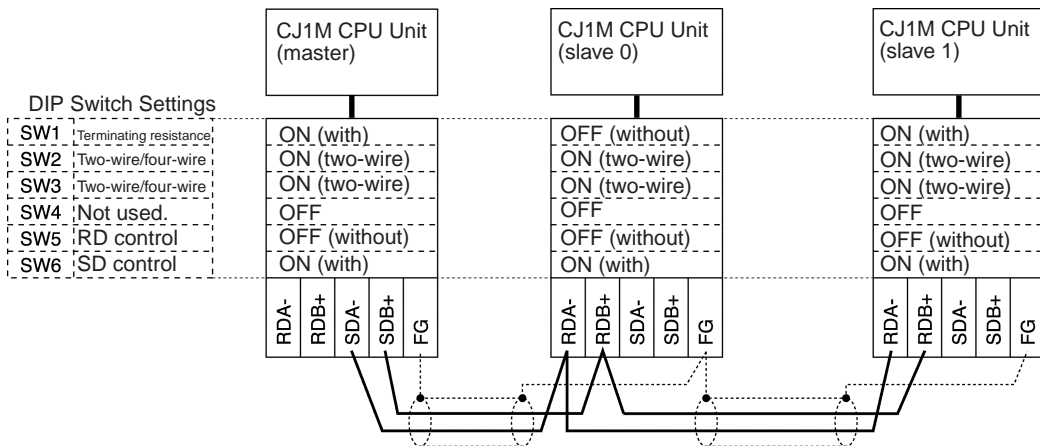 CJ1M CPU Unit
(master)
CJ1M CPU Unit
(slave 0)
CJ1M CPU Unit
(slave 1)
DIP Switch Settings
SW1 Terminating resistance ON (with) OFF (without) ON (with)
SW2 Two-wire/four-wire ON (two-wire) ON (two-wire) ON (two-wire)
SW3 Two-wire/four-wire ON (two-wire) ON (two-wire) ON (two-wire)
SW4 Not used. OFF OFF OFF
SW5 RD control OFF (without) OFF (without) OFF (without)
SW6 SD control ON (with) ON (with) ON (with)
RDA- RDB+ SDA- SDB+ FG RDA- RDB+ SDA- SDB+ FG RDA- RDB+ SDA- SDB+ FG